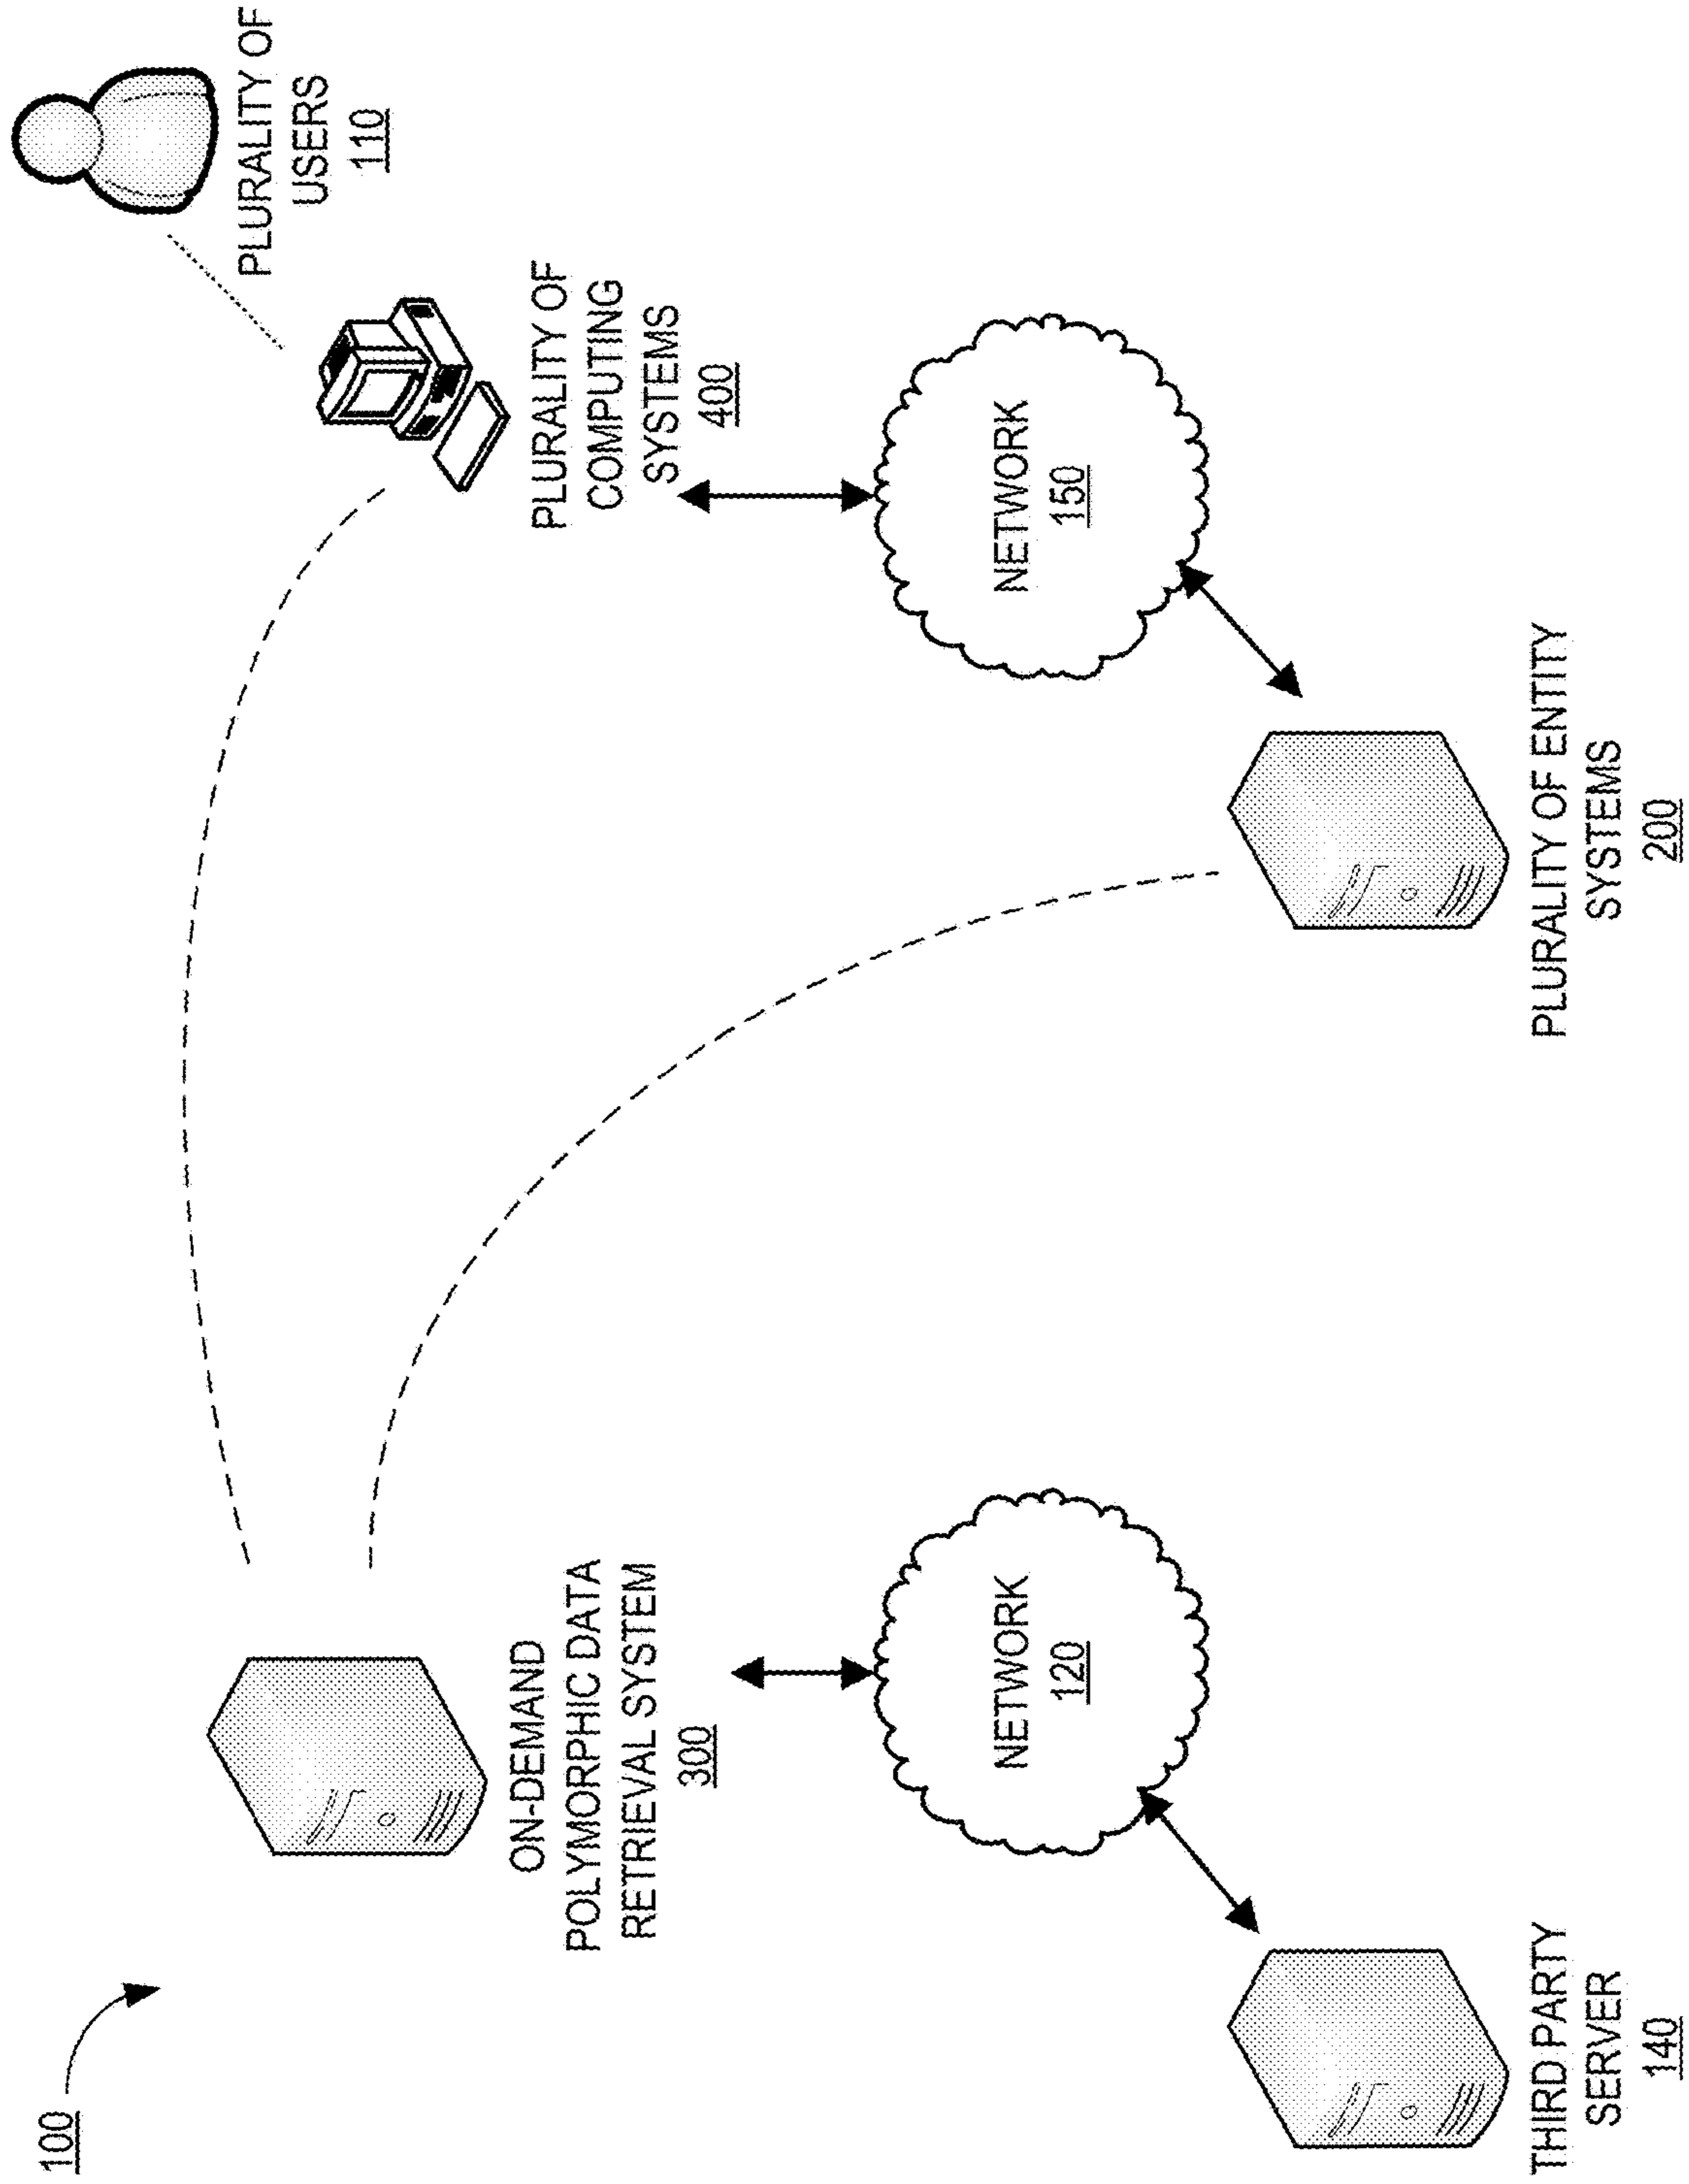 100
ON-DEMAND
POLYMORPHIC DATA
RETRIEVAL SYSTEM
300
PLURALITY OF
USERS
110
PLURALITY OF
COMPUTING
SYSTEMS
400
NETWORK
120
NETWORK
150
THIRD PARTY
SERVER
140
PLURALITY OF ENTITY
SYSTEMS
200